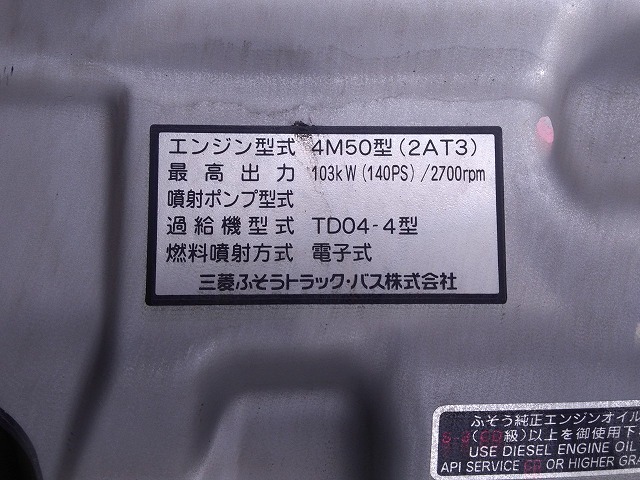 エンジン型式 4M50型(2AT3)
最高出力 103kW(140PS)/2700rpm
噴射ポンプ型式
過給機型式 TD04-4型
燃料噴射方式 電子式
三菱ふそうトラック・バス株式会社
ふそう純正エンジンオイル
(CD級)以上を御使用下
USE DIESEL ENGINE OIL
API SERVICE CD OR HIGHER GRA